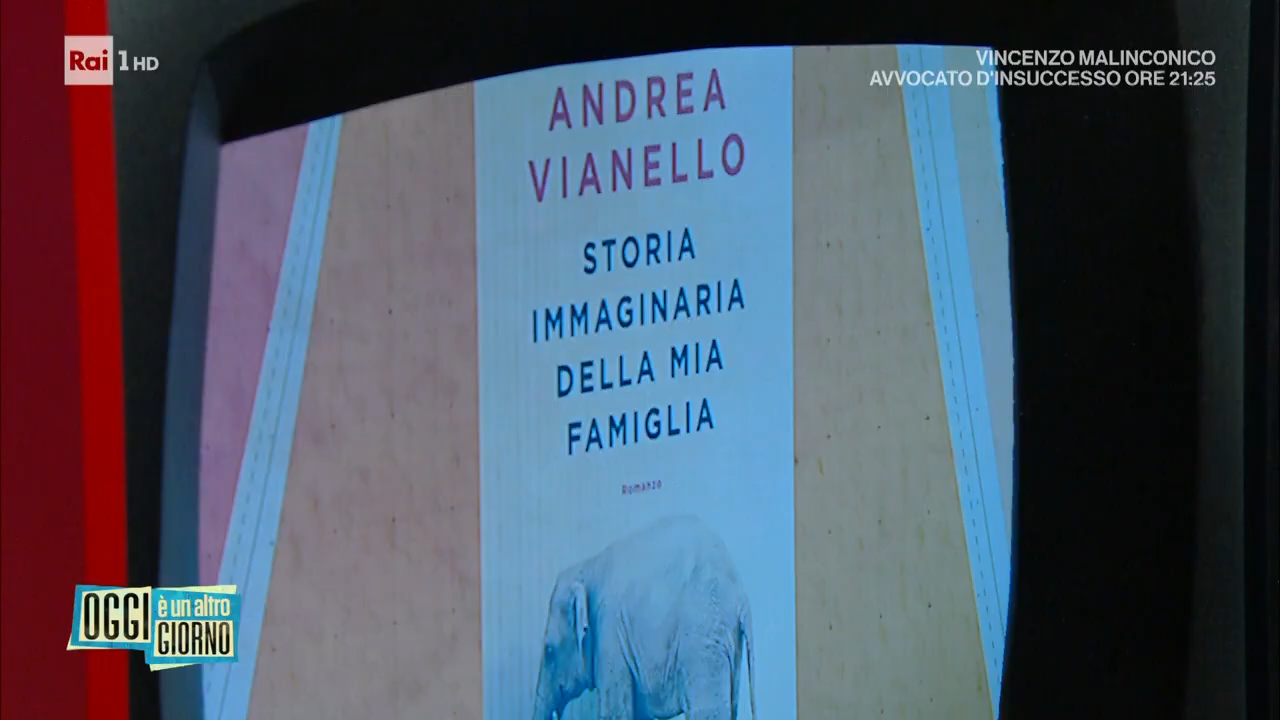 Rai 1 HD
VINCENZO MALINCONICO
AVVOCATO D'INSUCCESSO ORE 21:25
ANDREA
VIANELLO
STORIA
IMMAGINARIA
DELLA MIA
FAMIGLIA
Romanzo
OGGI è un altro GIORNO